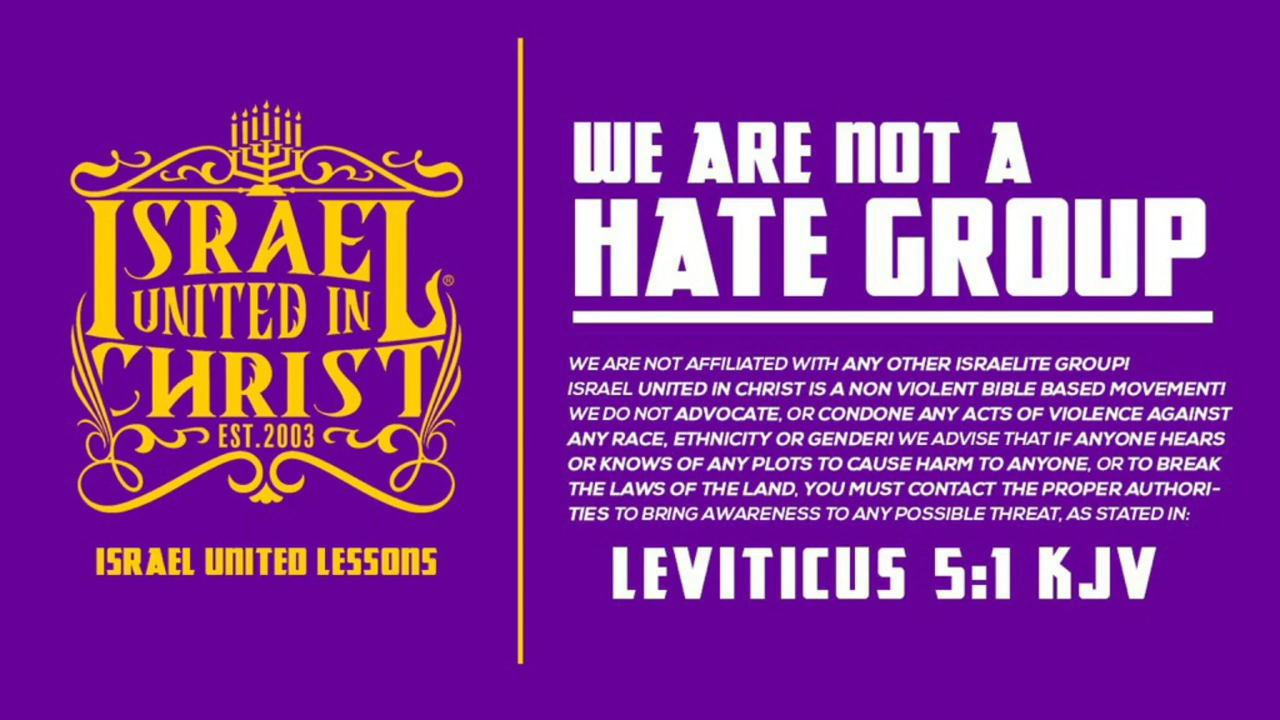 ISRAEL
UNITED IN
CHRIST
®
EST.2003
ISRAEL UNITED LESSONS
WE ARE NOT A
HATE GROUP
WE ARE NOT AFFILIATED WITH ANY OTHER ISRAELITE GROUP!
ISRAEL UNITED IN CHRIST IS A NON VIOLENT BIBLE BASED MOVEMENT!
WE DO NOT ADVOCATE, OR CONDONE ANY ACTS OF VIOLENCE AGAINST
ANY RACE, ETHNICITY OR GENDER! WE ADVISE THAT IF ANYONE HEARS
OR KNOWS OF ANY PLOTS TO CAUSE HARM TO ANYONE, OR TO BREAK
THE LAWS OF THE LAND, YOU MUST CONTACT THE PROPER AUTHORI-
TIES TO BRING AWARENESS TO ANY POSSIBLE THREAT, AS STATED IN:
LEVITICUS 5:1 KJV